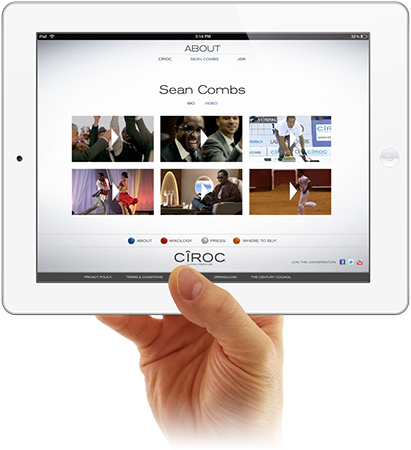 iPad 3:14 PM 52 %
ABOUT
CÎROC SEAN COMBS JSR
Sean Combs
BIO VIDEO
ABOUT MIXOLOGY PRESS WHERE TO BUY
CÎROC
JOIN THE CONVERSATION
PRIVACY POLICY TERMS & CONDITIONS DRINKIQ.COM THE CENTURY COUNCIL